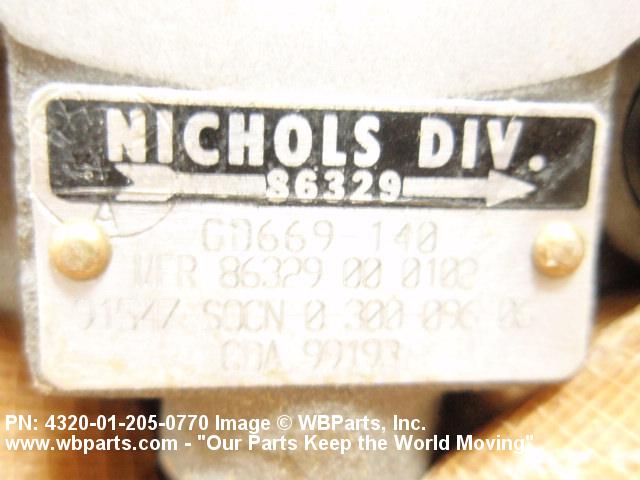 NICHOLS DIV.
86329
GD669-140
MFR 86329 00 0102
91547 SOCN 0 300 096
CDA 99193
PN: 4320-01-205-0770 Image © WBParts, Inc.
www.wbparts.com - "Our Parts Keep the World Moving"